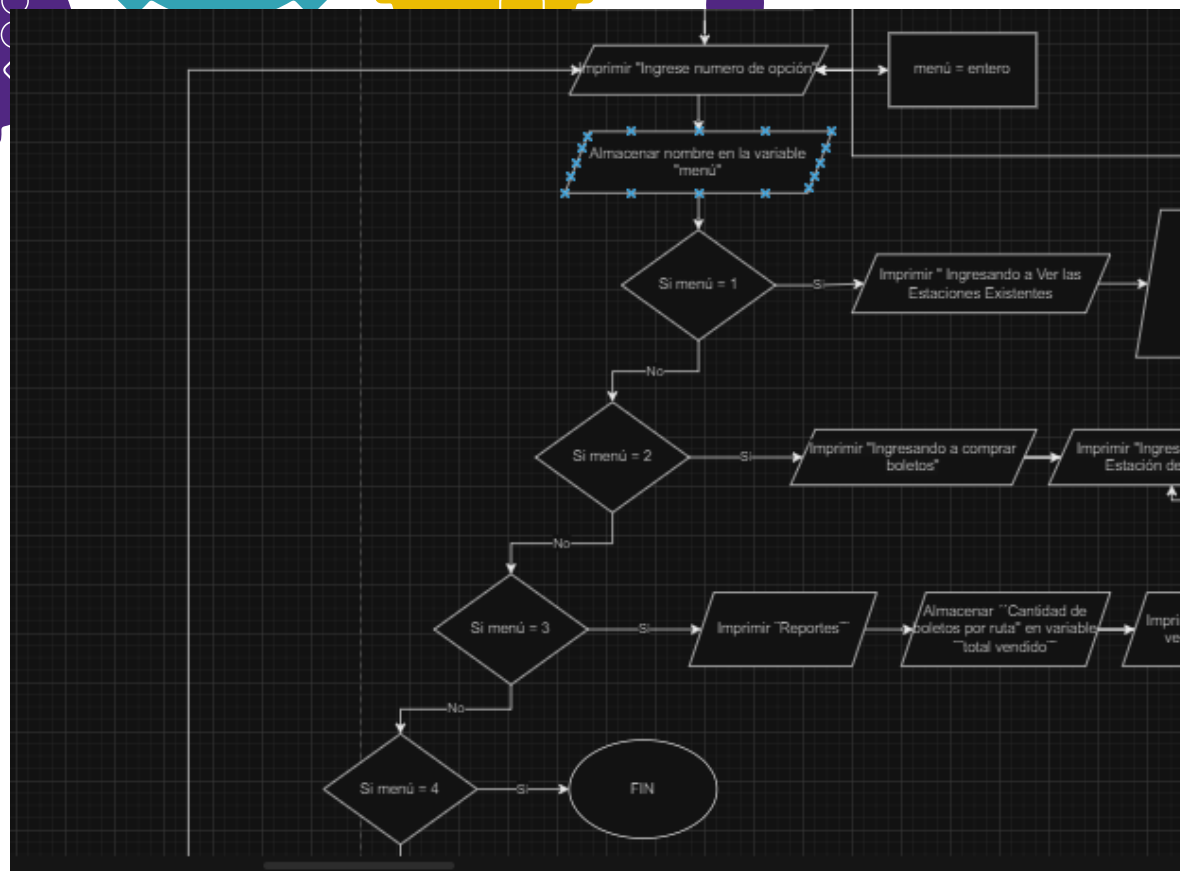 Imprimir "Ingrese numero de opción"
menú = entero
Almacenar nombre en la variable
"menú"
Si menú = 1
Si
Imprimir " Ingresando a Ver las
Estaciones Existentes
No
Si menú = 2
Si
Imprimir "Ingresando a comprar
boletos"
Imprimir "Ingres
Estación de
No
Si menú = 3
Si
Imprimir ¨Reportes¨¨
Almacenar ´´Cantidad de
boletos por ruta" en variable
¨¨total vendido¨¨
Impri
ve
No
Si menú = 4
Si
FIN